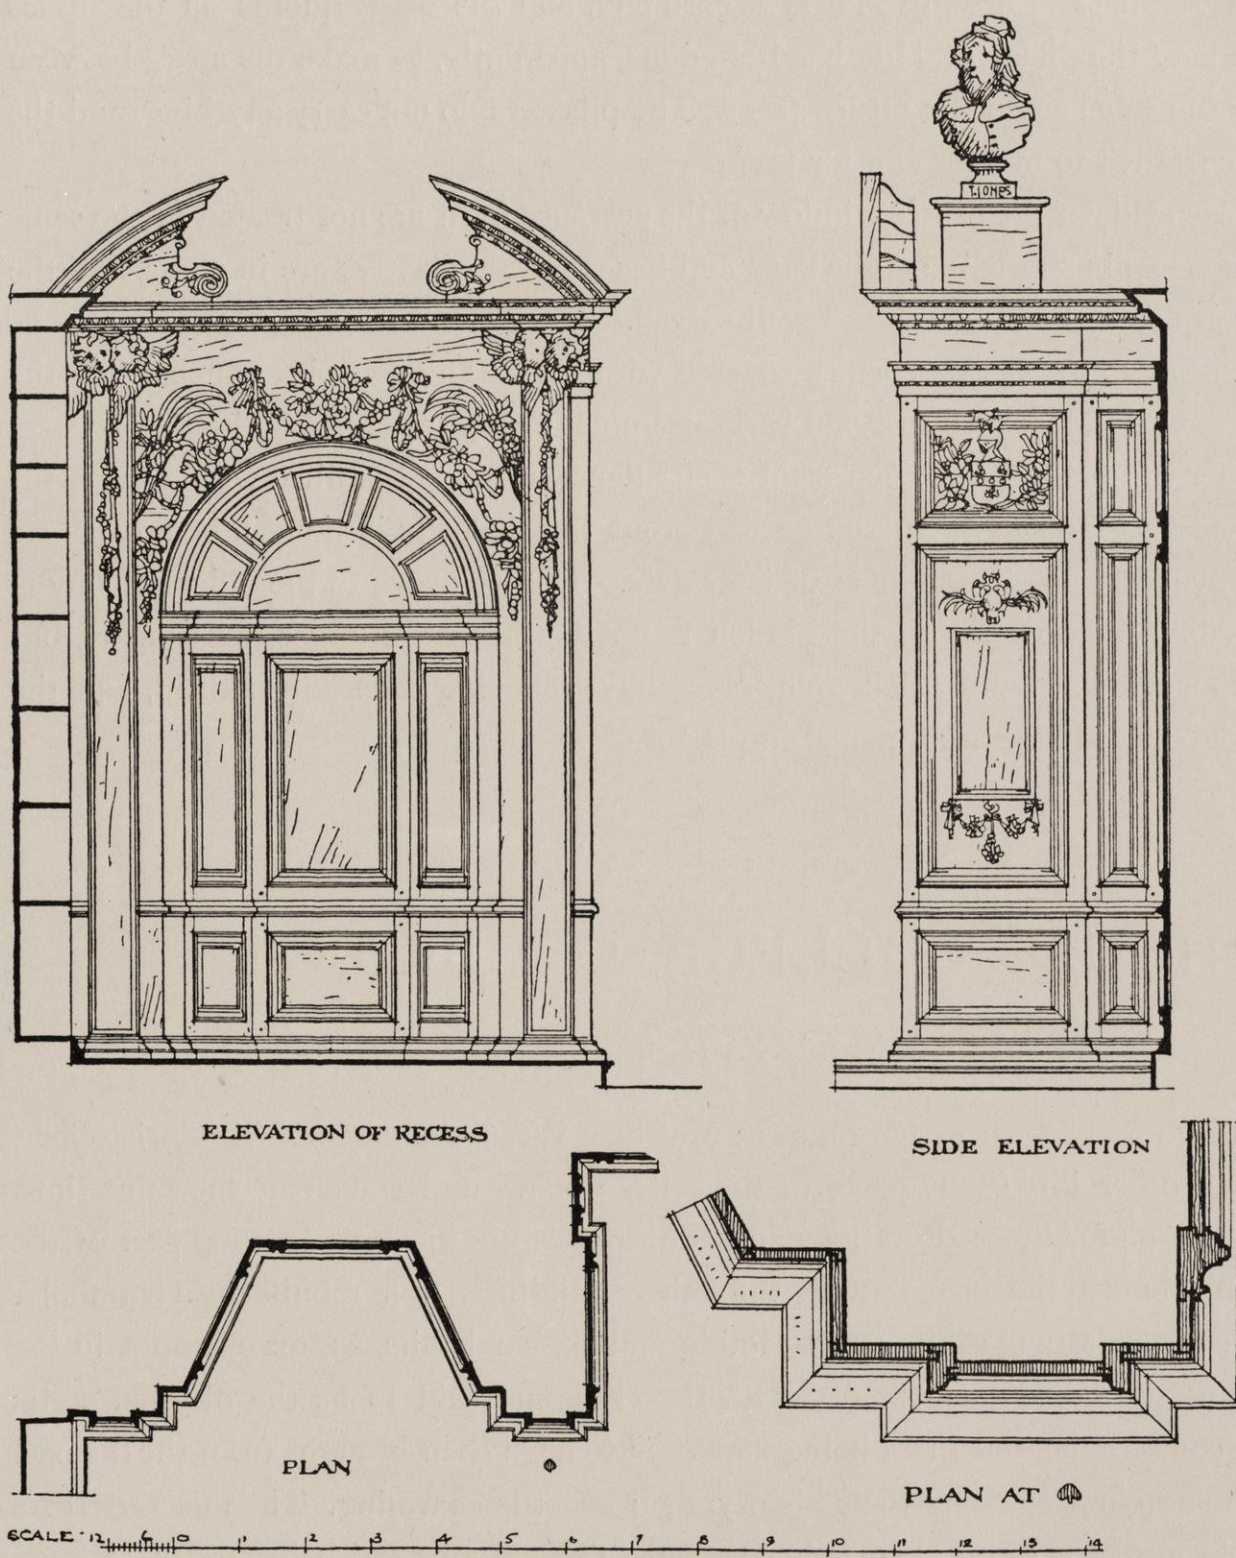 I.JONES
ELEVATION OF RECESS
SIDE ELEVATION
PLAN
PLAN AT
SCALE 12 6 0 1 2 3 4 5 6 7 8 9 10 11 12 13 14